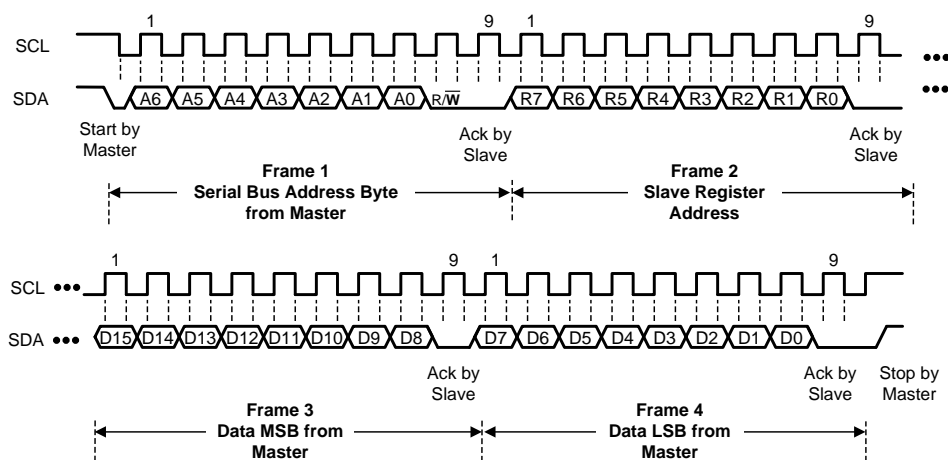 1 9 1 9
SCL
SDA A6 A5 A4 A3 A2 A1 A0 R/W̅ R7 R6 R5 R4 R3 R2 R1 R0
Start by
Master
Ack by
Slave
Ack by
Slave
Frame 1
Serial Bus Address Byte
from Master
Frame 2
Slave Register
Address
1 9 1 9
SCL
SDA D15 D14 D13 D12 D11 D10 D9 D8 D7 D6 D5 D4 D3 D2 D1 D0
Ack by
Slave
Ack by
Slave
Stop by
Master
Frame 3
Data MSB from
Master
Frame 4
Data LSB from
Master